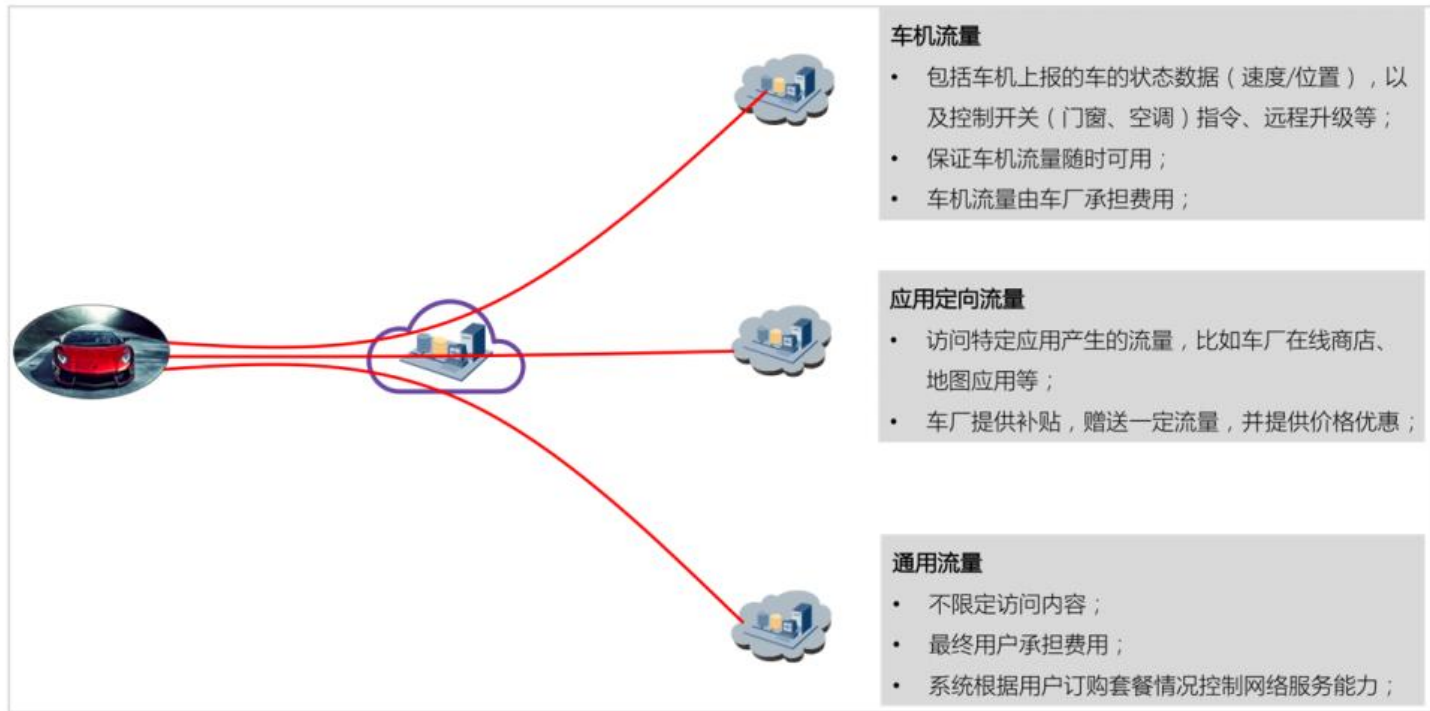 车机流量
• 包括车机上报的车的状态数据（速度/位置），以
及控制开关（门窗、空调）指令、远程升级等；
• 保证车机流量随时可用；
• 车机流量由车厂承担费用；
应用定向流量
• 访问特定应用产生的流量，比如车厂在线商店、
地图应用等；
• 车厂提供补贴，赠送一定流量，并提供价格优惠；
通用流量
• 不限定访问内容；
• 最终用户承担费用；
• 系统根据用户订购套餐情况控制网络服务能力；